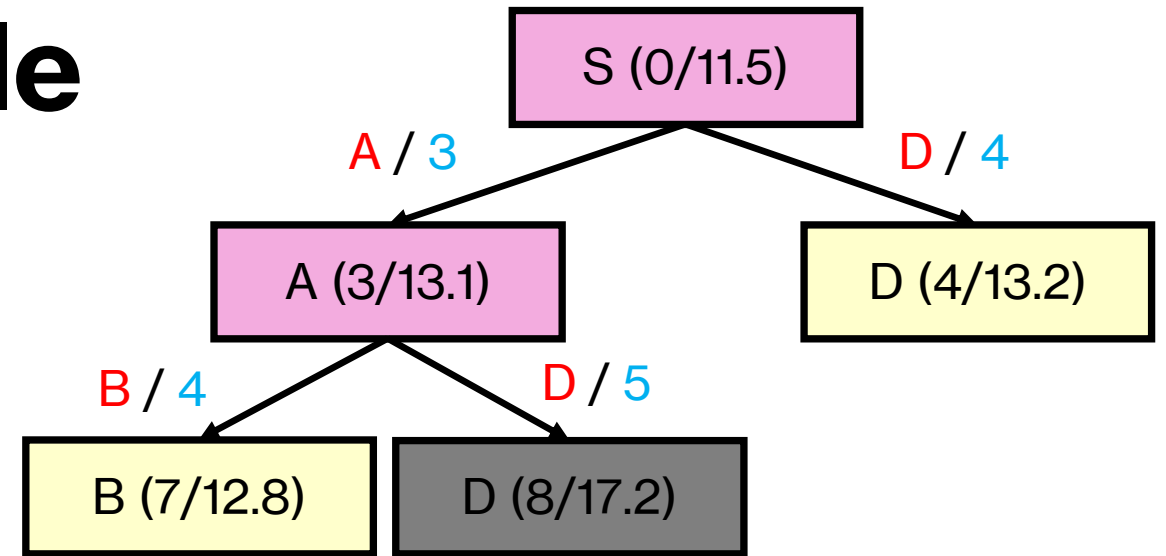 le
S (0/11.5)
A / 3
D / 4
A (3/13.1)
D (4/13.2)
B / 4
D / 5
B (7/12.8)
D (8/17.2)